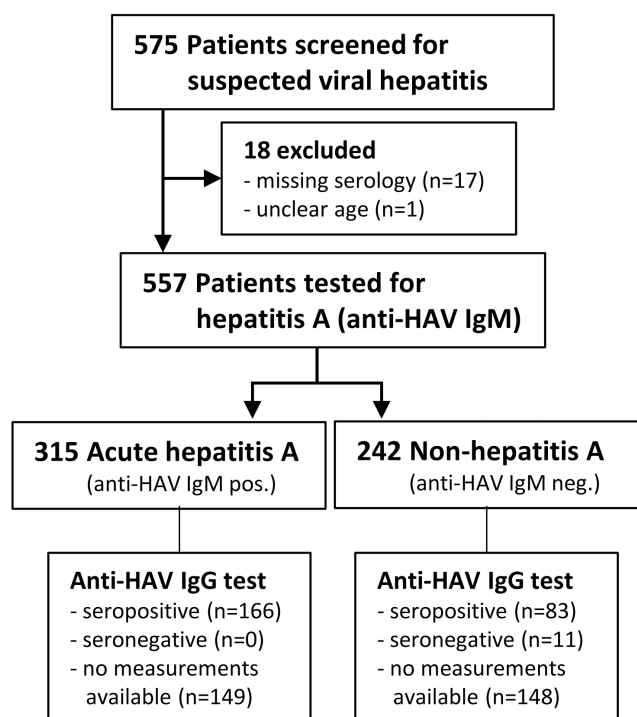 575 Patients screened for
suspected viral hepatitis
18 excluded
- missing serology (n=17)
- unclear age (n=1)
557 Patients tested for
hepatitis A (anti-HAV IgM)
315 Acute hepatitis A
(anti-HAV IgM pos.)
242 Non-hepatitis A
(anti-HAV IgM neg.)
Anti-HAV IgG test
- seropositive (n=166)
- seronegative (n=0)
- no measurements
available (n=149)
Anti-HAV IgG test
- seropositive (n=83)
- seronegative (n=11)
- no measurements
available (n=148)